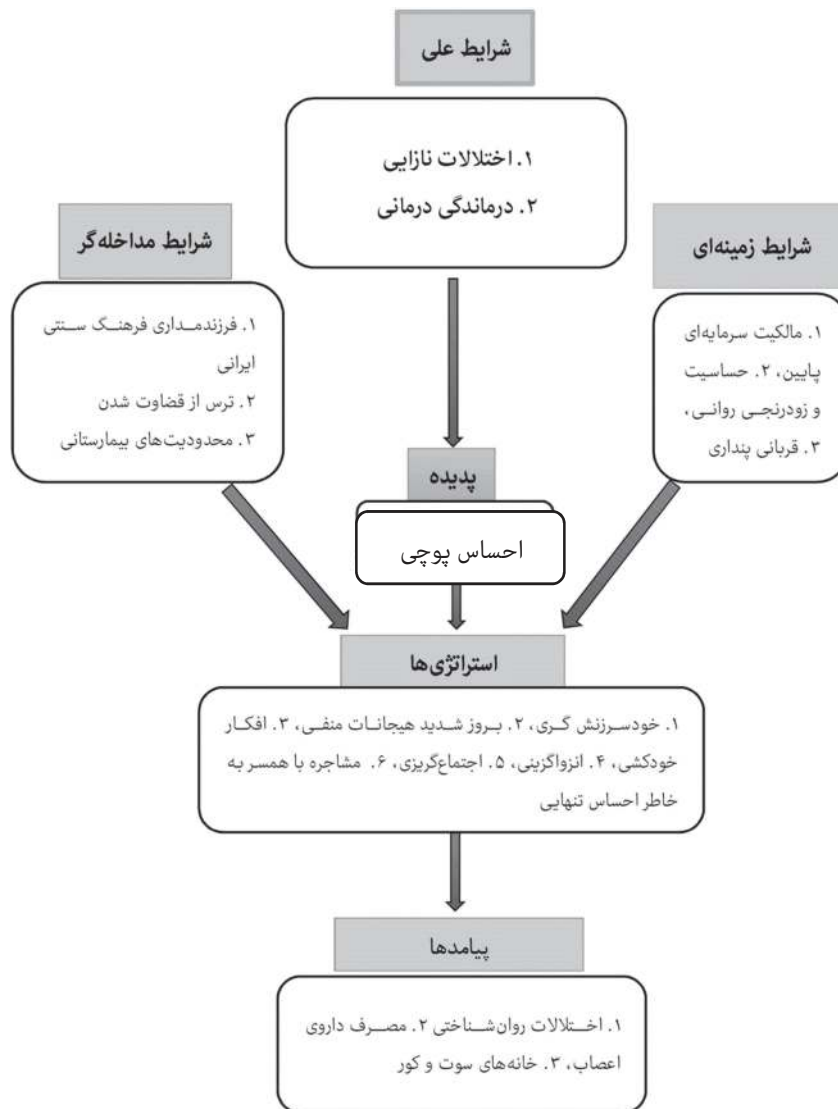 شرایط علی
۱. اختلالات نازایی
۲. درماندگی درمانی
شرایط زمینه‌ای
۱. مالکیت سرمایه‌ای
پایین، ۲. حساسیت
و زودرنجی روانی،
۳. قربانی پنداری
شرایط مداخله‌گر
۱. فرزندمداری فرهنگ سنتی
ایرانی
۲. ترس از قضاوت شدن
۳. محدودیت‌های بیمارستانی
پدیده
احساس پوچی
استراتژی‌ها
۱. خودسرزنش گری، ۲. بروز شدید هیجانات منفی، ۳. افکار
خودکشی، ۴. انزواگزینی، ۵. اجتماع‌گریزی، ۶. مشاجره با همسر به
خاطر احساس تنهایی
پیامدها
۱. اختلالات روان‌شناختی ۲. مصرف داروی
اعصاب، ۳. خانه‌های سوت و کور